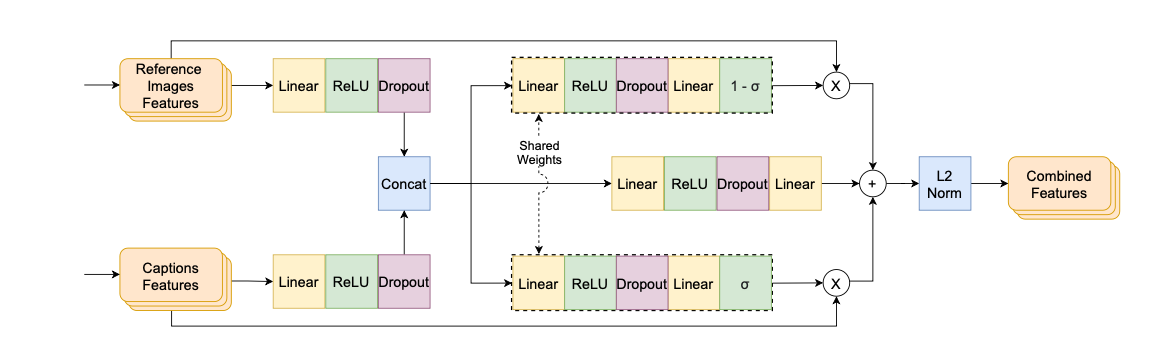 Reference
Images
Features
Linear ReLU Dropout
Linear ReLU Dropout Linear 1 - σ
X
Shared
Weights
Concat
Linear ReLU Dropout Linear
+
L2
Norm
Combined
Features
Captions
Features
Linear ReLU Dropout
Linear ReLU Dropout Linear σ
X